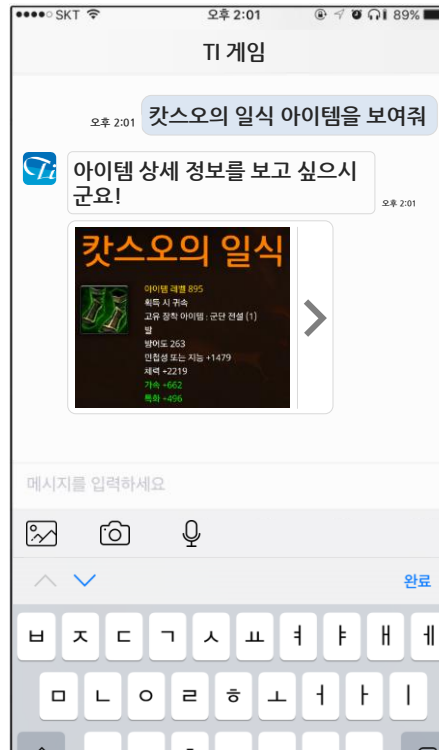 SKT 오후 2:01 89%
TI 게임
오후 2:01 캇스오의 일식 아이템을 보여줘
Ti 아이템 상세 정보를 보고 싶으시
군요!
오후 2:01
캇스오의 일식
아이템 레벨 895
획득 시 귀속
고유 장착 아이템 : 군단 전설 (1)
발
방어도 263
민첩성 또는 지능 +1479
체력 +2219
가속 +662
특화 +496
메시지를 입력하세요
완료
ㅂ ㅈ ㄷ ㄱ ㅅ ㅛ ㅕ ㅑ ㅐ ㅔ
ㅁ ㄴ ㅇ ㄹ ㅎ ㅗ ㅓ ㅏ ㅣ